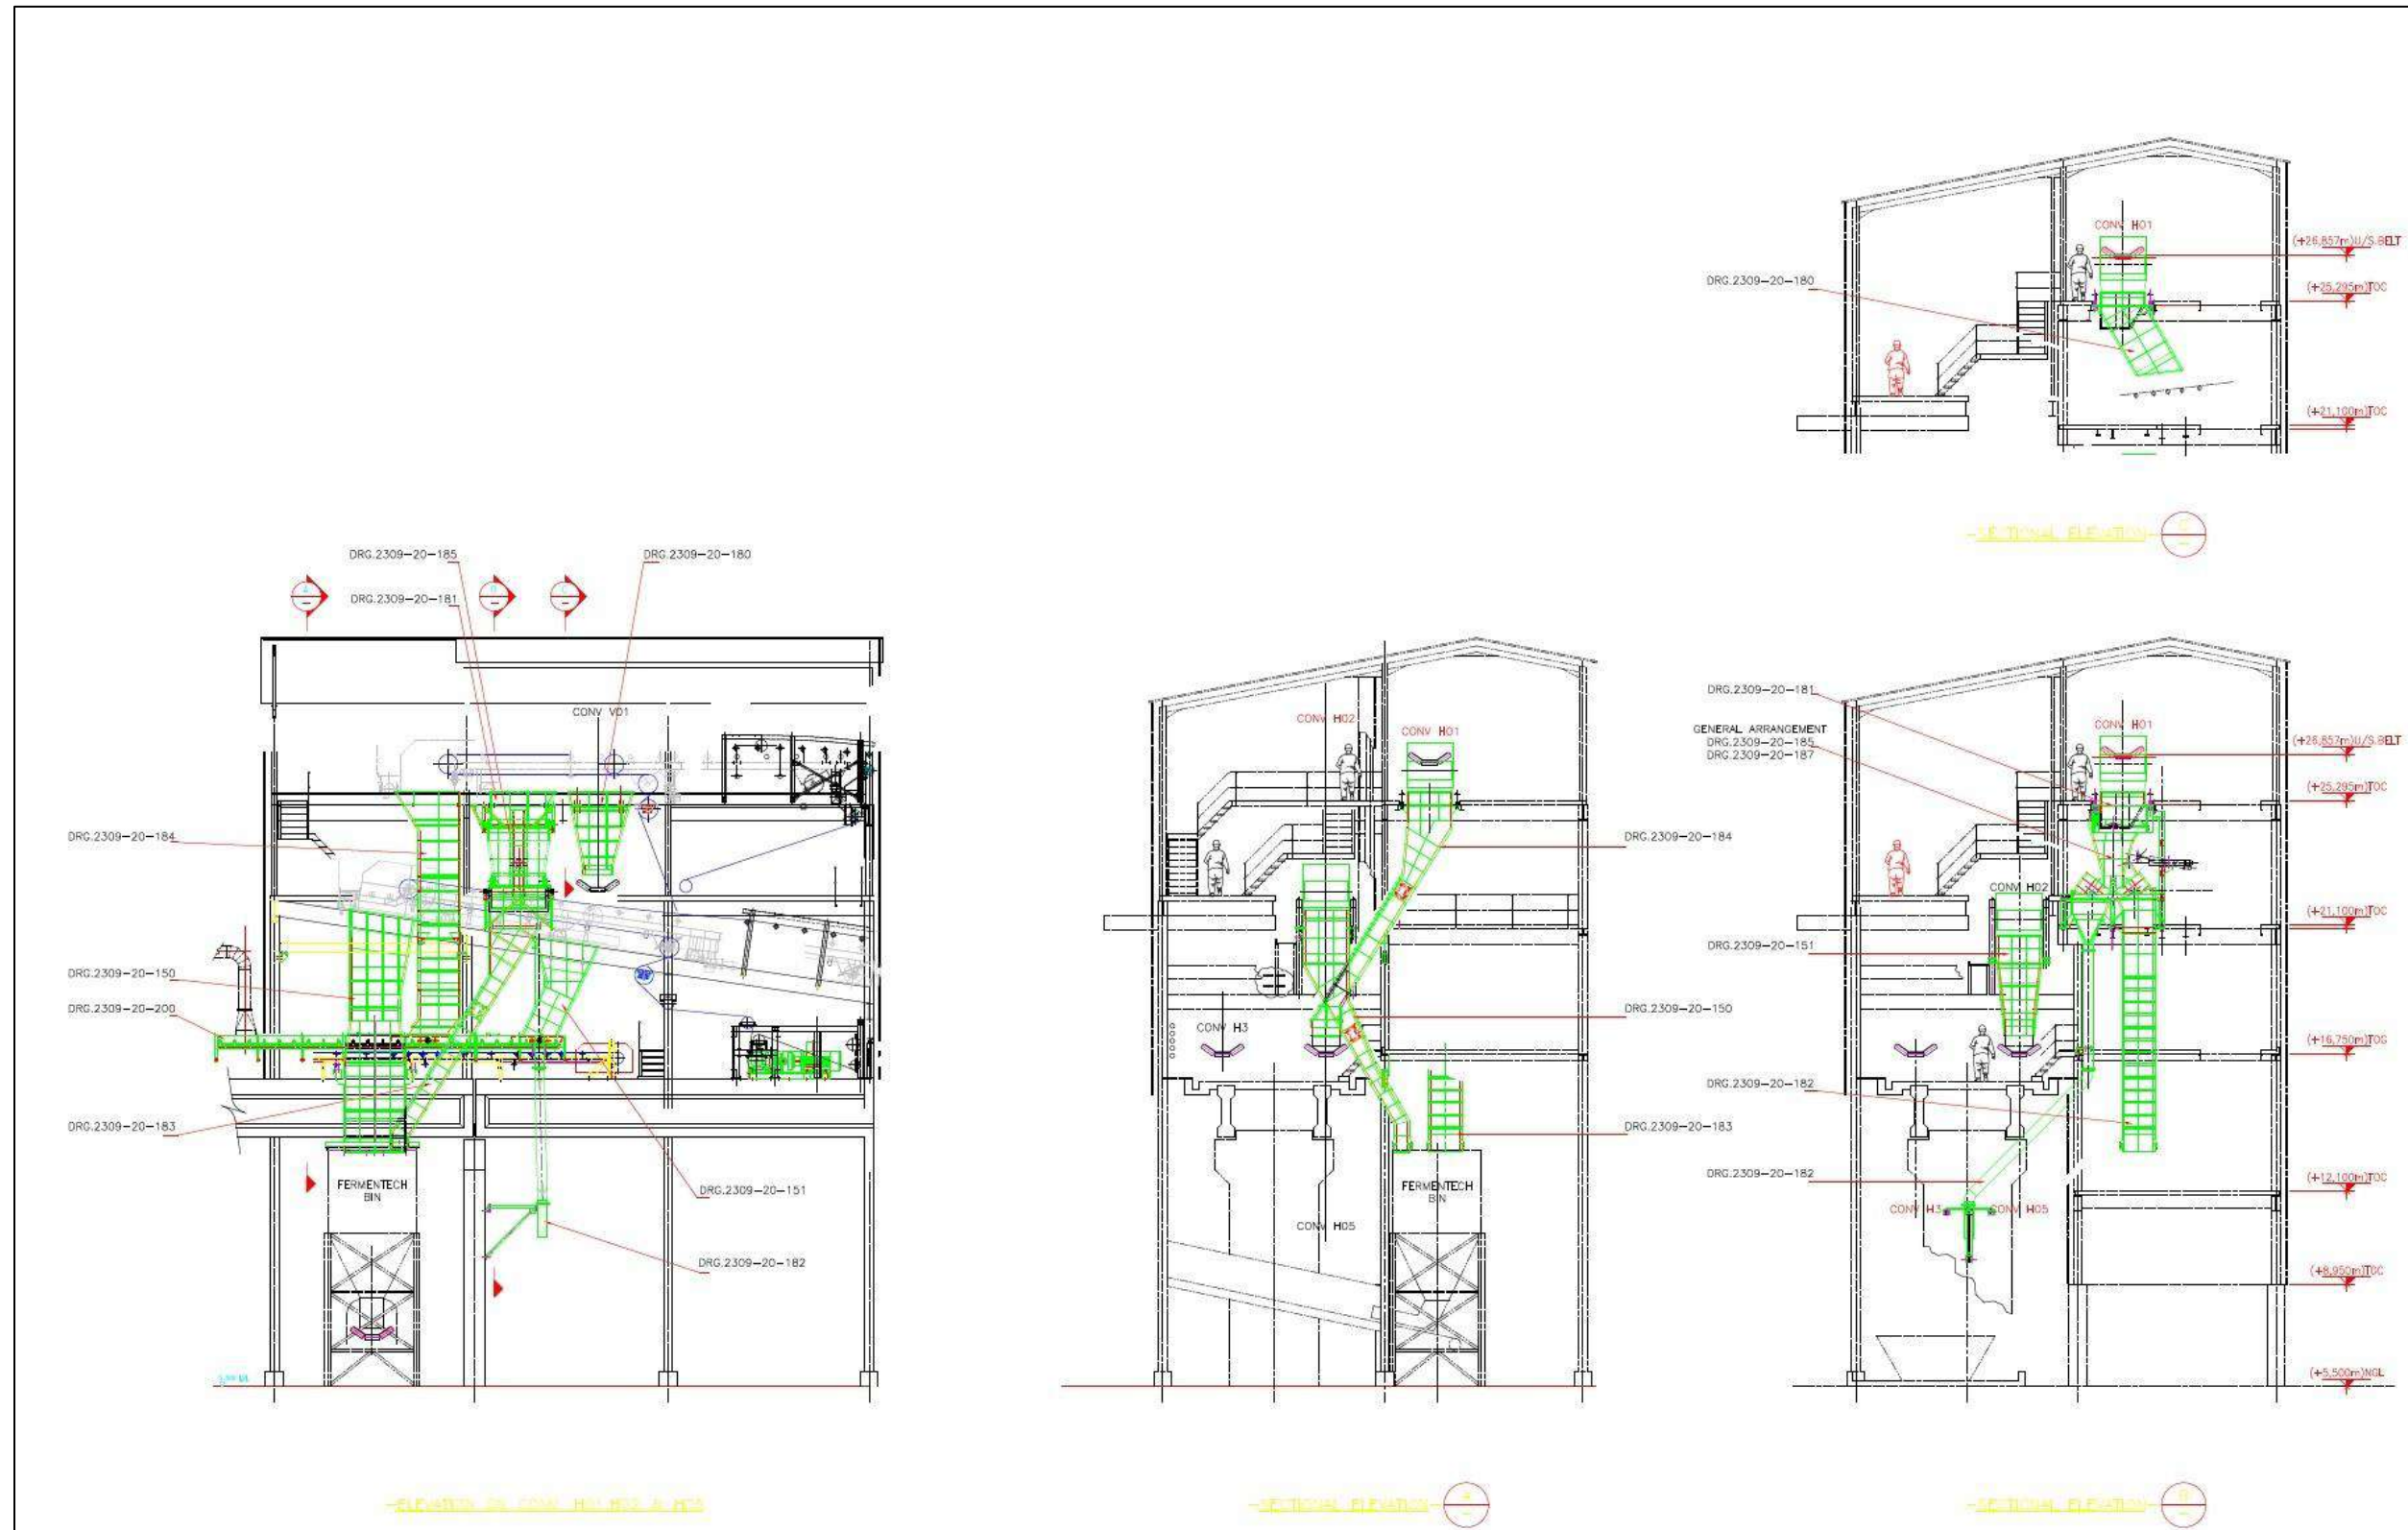 CONV H01
(+26,857m)U/S.BELT
DRG.2309-20-180
(+25,295m)TOC
(+21,100m)TOC
-SECTIONAL ELEVATION-
C
DRG.2309-20-185
DRG.2309-20-180
A
B
C
DRG.2309-20-181
CONV V01
DRG.2309-20-184
DRG.2309-20-150
DRG.2309-20-200
DRG.2309-20-183
FERMENTECH
BIN
DRG.2309-20-151
DRG.2309-20-182
CONV H02
CONV H01
DRG.2309-20-184
DRG.2309-20-150
CONV H3
DRG.2309-20-183
FERMENTECH
BIN
CONV H05
DRG.2309-20-181
GENERAL ARRANGEMENT
DRG.2309-20-185
DRG.2309-20-187
CONV H01
(+26,857m)U/S.BELT
(+25,295m)TOC
CONV H02
(+21,100m)TOC
DRG.2309-20-151
(+16,750m)TOC
DRG.2309-20-182
DRG.2309-20-182
(+12,100m)TOC
CONV H3
CONV H05
(+8,950m)TOC
(+5,500m)NGL
-ELEVATION ON CONV H01 H02
-SECTIONAL ELEVATION-
A
-SECTIONAL ELEVATION-
B